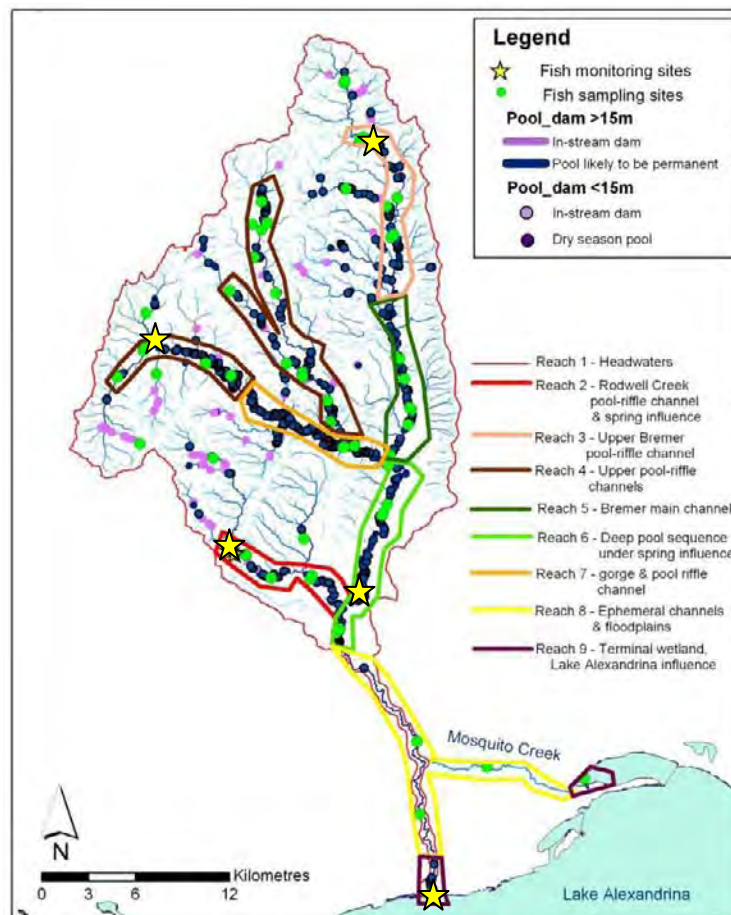 Legend
Fish monitoring sites
Fish sampling sites
Pool_dam >15m
In-stream dam
Pool likely to be permanent
Pool_dam <15m
In-stream dam
Dry season pool
Reach 1 - Headwaters
Reach 2 - Rodwell Creek
pool-riffle channel
& spring influence
Reach 3 - Upper Bremer
pool-riffle channel
Reach 4 - Upper pool-riffle
channels
Reach 5 - Bremer main channel
Reach 6 - Deep pool sequence
under spring influence
Reach 7 - gorge & pool riffle
channel
Reach 8 - Ephemeral channels
& floodplains
Reach 9 - Terminal wetland,
Lake Alexandrina influence
Mosquito Creek
N
Kilometres
0 3 6 12
Lake Alexandrina